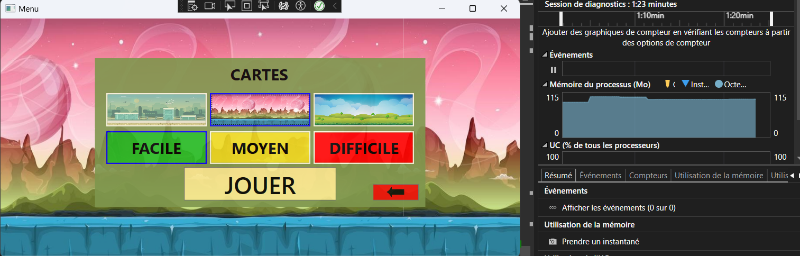 Menu
CARTES
FACILE
MOYEN
DIFFICILE
JOUER
Session de diagnostics : 1:23 minutes
1:10min
1:20min
Ajouter des graphiques de compteur en vérifiant les compteurs à partir
des options de compteur
Événements
Mémoire du processus (Mo)
Inst...
Octe...
115
115
0
0
UC (% de tous les processeurs)
100
100
Résumé
Événements
Compteurs
Utilisation de la mémoire
Utilis
Événements
Afficher les événements (0 sur 0)
Utilisation de la mémoire
Prendre un instantané